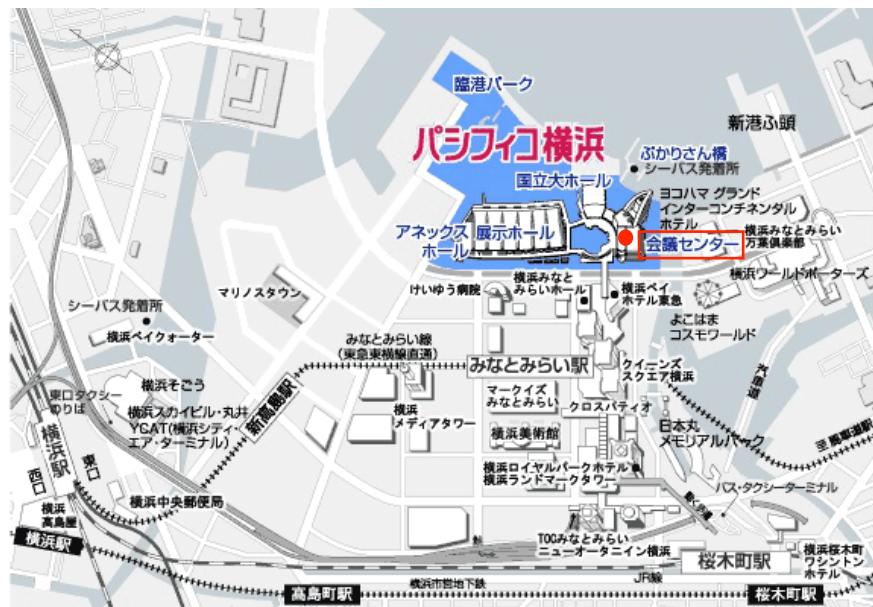 臨港パーク
パシフィコ横浜
新港ふ頭
ぷかりさん橋
シーバス発着所
国立大ホール
ヨコハマ グランド
インターコンチネンタル
ホテル
アネックス
ホール
展示ホール
会議センター
横浜みなとみらい
万葉倶楽部
横浜ワールドポーターズ
マリノスタウン
けいゆう病院
横浜みなと
みらいホール
横浜ベイ
ホテル東急
よこはま
コスモワールド
シーバス発着所
横浜ベイクォーター
みなとみらい線
(東急東横線直通)
みなとみらい駅
クイーンズ
スクエア横浜
汽車道
東口タクシー
のりば
横浜そごう
横浜スカイビル・丸井
YCAT(横浜シティ・
エア・ターミナル)
新高島駅
横浜
メディアタワー
マークイズ
みなとみらい
クロスパティオ
横浜美術館
日本丸
メモリアルパーク
至馬車道駅
横浜駅
東口
西口
横浜中央郵便局
横浜ロイヤルパークホテル
横浜ランドマークタワー
動く歩道
バス・タクシーターミナル
横浜
高島屋
横浜駅
TOCみなとみらい
ニューオータニイン横浜
桜木町駅
横浜桜木町
ワシントン
ホテル
高島町駅
横浜市営地下鉄
JR線
桜木町駅